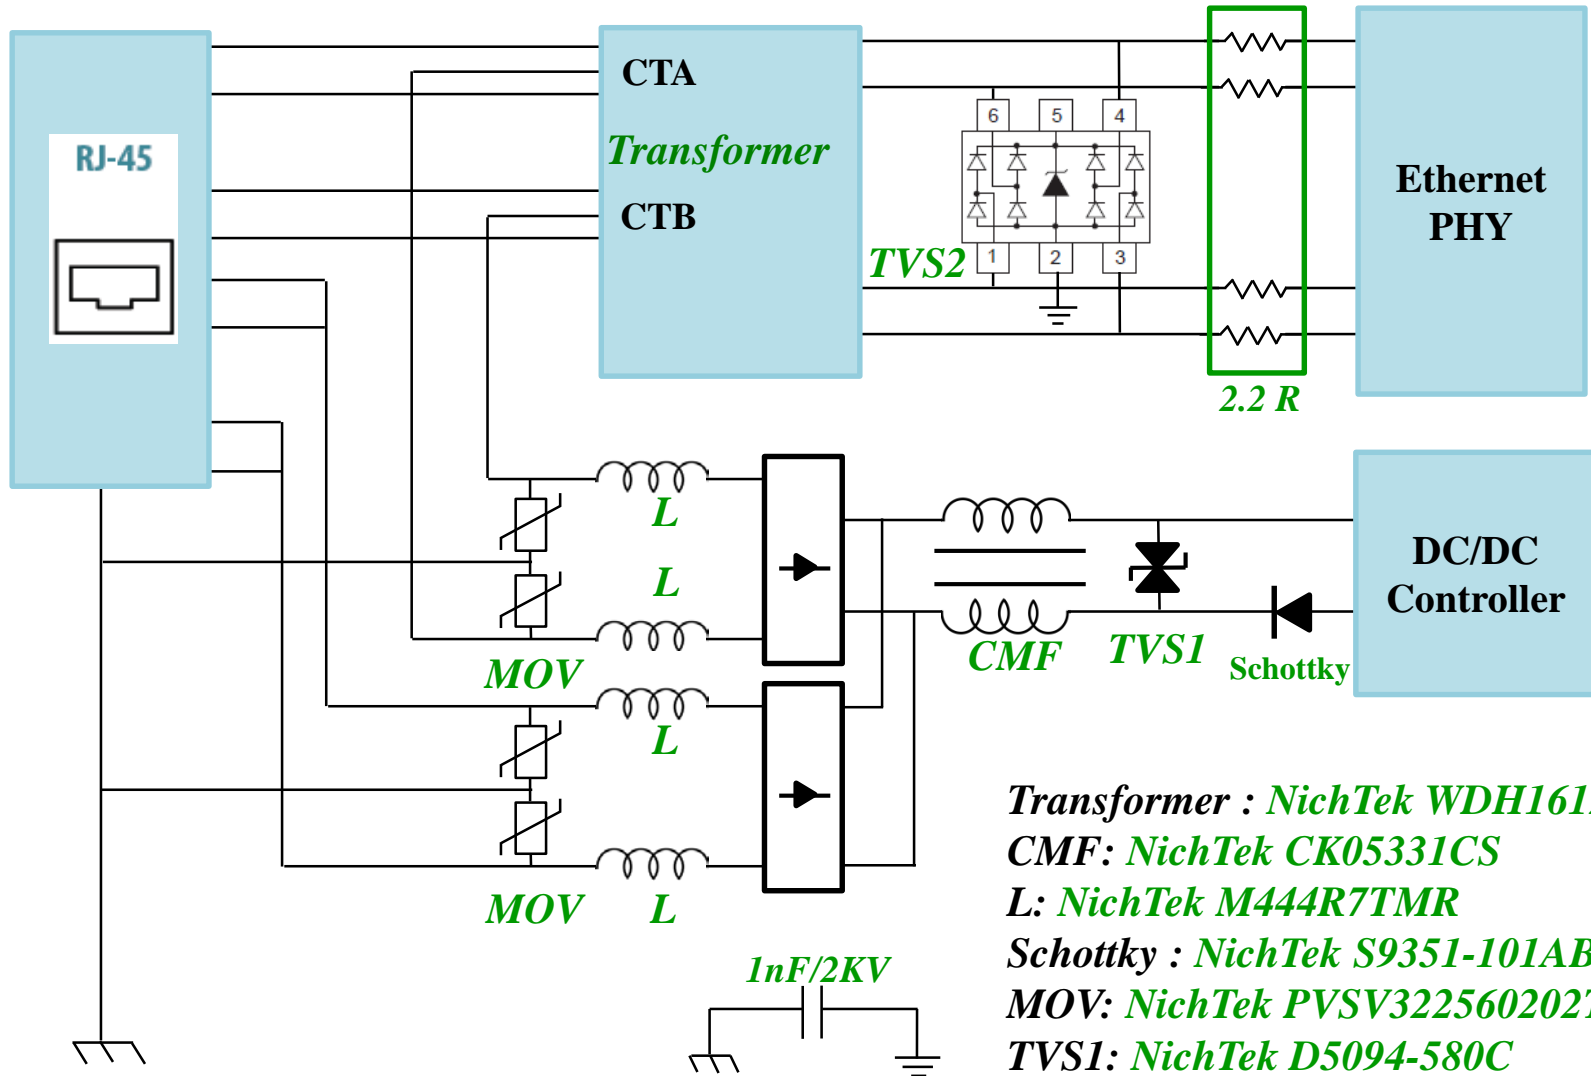 RJ-45
CTA
Transformer
CTB
6 5 4
1 2 3
TVS2
2.2 R
Ethernet
PHY
L
L
MOV
L
MOV
L
CMF
TVS1
Schottky
DC/DC
Controller
1nF/2KV
Transformer : NichTek
CMF: NichTek CK05331CS
L: NichTek M444R7TMR
Schottky : NichTek S9351-101AB
MOV: NichTek
TVS1: NichTek D5094-580C